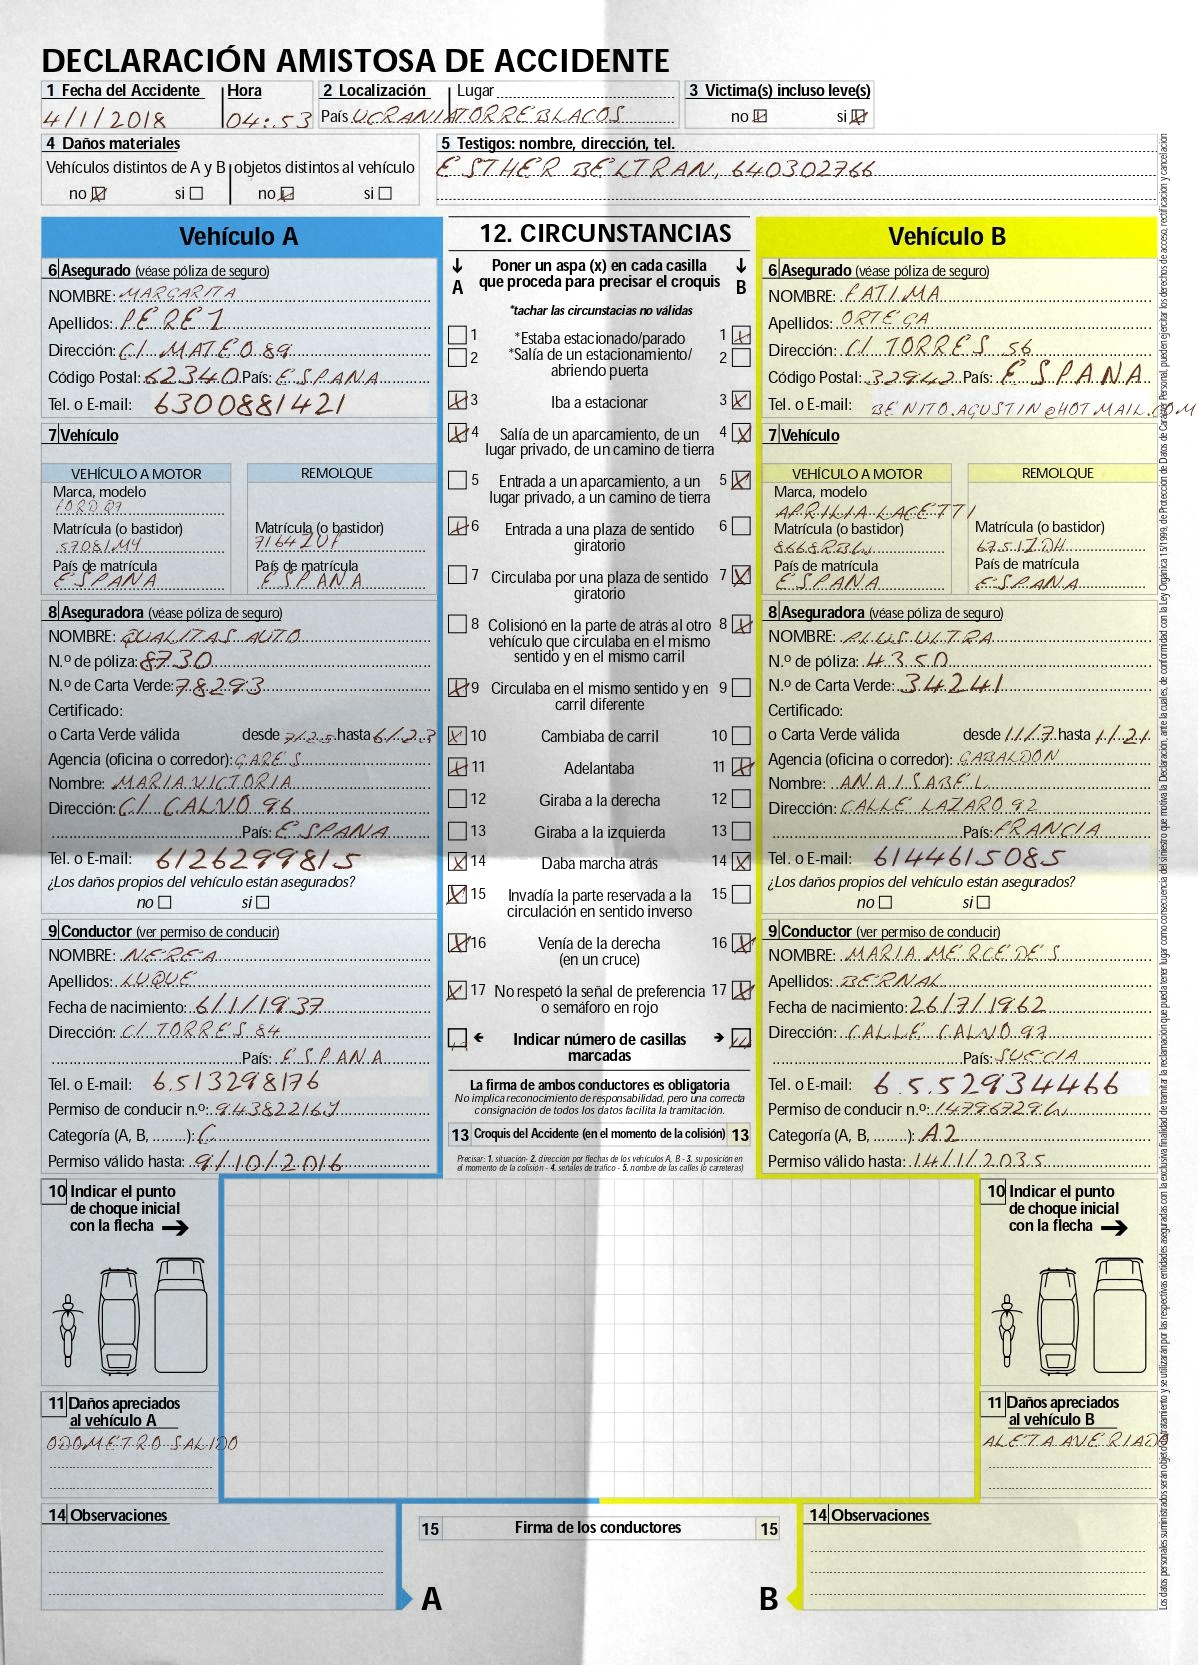 DECLARACIÓN AMISTOSA DE ACCIDENTE
1 Fecha del Accidente
4/1/2018
Hora
04:53
2 Localización
País UCRANIA
Lugar
TORREBLACOS
3 Victima(s) incluso leve(s)
no si
4 Daños materiales
Vehículos distintos de A y B
no si
objetos distintos al vehículo
no si
5 Testigos: nombre, dirección, tel.
ESTHER BELTRAN, 640302766
Vehículo A
6 Asegurado (véase póliza de seguro)
NOMBRE: MARGARITA
Apellidos: PEREZ
Dirección: C/ MATEO 89
Código Postal: 62340 País: ESPANA
Tel. o E-mail: 6300881421
7 Vehículo
VEHÍCULO A MOTOR
Marca, modelo
FORD Q7
Matrícula (o bastidor)
5708IMY
País de matrícula
ESPANA
REMOLQUE
Matrícula (o bastidor)
7164ZUF
País de matrícula
ESPANA
8 Aseguradora (véase póliza de seguro)
NOMBRE: QUALITAS AUTO
N.º de póliza: 8730
N.º de Carta Verde: 78293
Certificado:
o Carta Verde válida desde 7/25 hasta 6/23
Agencia (oficina o corredor): GARES
Nombre: MARIA VICTORIA
Dirección: C/ CALVO 96
País: ESPANA
Tel. o E-mail: 6126299815
¿Los daños propios del vehículo están asegurados?
no si
9 Conductor (ver permiso de conducir)
NOMBRE: NEREA
Apellidos: LUQUE
Fecha de nacimiento: 6/1/1937
Dirección: C/ TORRES 84
País: ESPANA
Tel. o E-mail: 6.513298176
Permiso de conducir n.º: 94382216J
Categoría (A, B, ........): C
Permiso válido hasta: 9/10/2016
10 Indicar el punto
de choque inicial
con la flecha
11 Daños apreciados
al vehículo A
ODOMETRO SALIDO
14 Observaciones
12. CIRCUNSTANCIAS
A
Poner un aspa (x) en cada casilla
que proceda para precisar el croquis
B
*tachar las circunstacias no válidas
1 *Estaba estacionado/parado 1
2 *Salía de un estacionamiento/ 2
abriendo puerta
3 Iba a estacionar 3
4 Salía de un aparcamiento, de un 4
lugar privado, de un camino de tierra
5 Entrada a un aparcamiento, a un 5
lugar privado, a un camino de tierra
6 Entrada a una plaza de sentido 6
giratorio
7 Circulaba por una plaza de sentido 7
giratorio
8 Colisionó en la parte de atrás al otro 8
vehículo que circulaba en el mismo
sentido y en el mismo carril
9 Circulaba en el mismo sentido y en 9
carril diferente
10 Cambiaba de carril 10
11 Adelantaba 11
12 Giraba a la derecha 12
13 Giraba a la izquierda 13
14 Daba marcha atrás 14
15 Invadía la parte reservada a la 15
circulación en sentido inverso
16 Venía de la derecha 16
(en un cruce)
17 No respetó la señal de preferencia 17
o semáforo en rojo
Indicar número de casillas
marcadas
La firma de ambos conductores es obligatoria
No implica reconocimiento de responsabilidad, pero una correcta
consignación de todos los datos facilita la tramitación.
13 Croquis del Accidente (en el momento de la colisión) 13
Precisar: 1. situación- 2. dirección por flechas de los vehículos A, B - 3. su posición en
el momento de la colisión - 4. señales de tráfico - 5. nombre de las calles (o carreteras)
15 Firma de los conductores 15
A B
Vehículo B
6 Asegurado (véase póliza de seguro)
NOMBRE: FATIMA
Apellidos: ORTEGA
Dirección: C/ TORRES 56
Código Postal: 32942 País: ESPANA
Tel. o E-mail: BENITO.AGUSTIN@HOTMAIL.COM
7 Vehículo
VEHÍCULO A MOTOR
Marca, modelo
APRILIA LACETTI
Matrícula (o bastidor)
8668RBW
País de matrícula
ESPANA
REMOLQUE
Matrícula (o bastidor)
6751ZDH
País de matrícula
ESPANA
8 Aseguradora (véase póliza de seguro)
NOMBRE: PLUS ULTRA
N.º de póliza: 4350
N.º de Carta Verde: 34241
Certificado:
o Carta Verde válida desde 11/7 hasta 1/21
Agencia (oficina o corredor): GABALDON
Nombre: ANA ISABEL
Dirección: CALLE LAZARO 92
País: FRANCIA
Tel. o E-mail: 6144615085
¿Los daños propios del vehículo están asegurados?
no si
9 Conductor (ver permiso de conducir)
NOMBRE: MARIA MERCEDES
Apellidos: BERNAL
Fecha de nacimiento: 26/7/1962
Dirección: CALLE CALVO 97
País: SUECIA
Tel. o E-mail: 6.5.52934466
Permiso de conducir n.º: 14796729W
Categoría (A, B, ........): A2
Permiso válido hasta: 14/1/2035
10 Indicar el punto
de choque inicial
con la flecha
11 Daños apreciados
al vehículo B
ALETA AVERIADA
14 Observaciones
Los datos personales suministrados serán objeto de tratamiento y se utilizarán por las respectivas entidades aseguradas con la exclusiva finalidad de tramitar la reclamación que pueda tener lugar como consecuencia del siniestro que motiva la Declaración, ante la cuales, de conformidad con la Ley Orgánica 15/1999, de Protección de Datos de Carácter Personal, pueden ejercitar los derechos de acceso, rectificación y cancelación